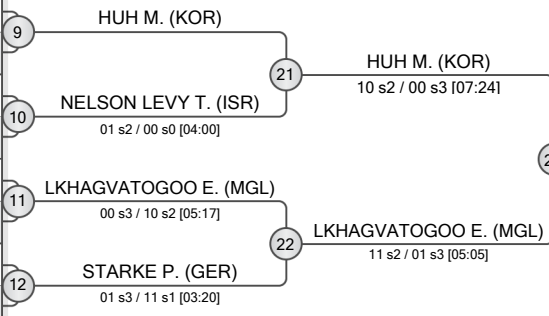 9
HUH M. (KOR)
21
HUH M. (KOR)
10 s2 / 00 s3 [07:24]
10
NELSON LEVY T. (ISR)
01 s2 / 00 s0 [04:00]
11
LKHAGVATOGOO E. (MGL)
00 s3 / 10 s2 [05:17]
22
LKHAGVATOGOO E. (MGL)
11 s2 / 01 s3 [05:05]
12
STARKE P. (GER)
01 s3 / 11 s1 [03:20]